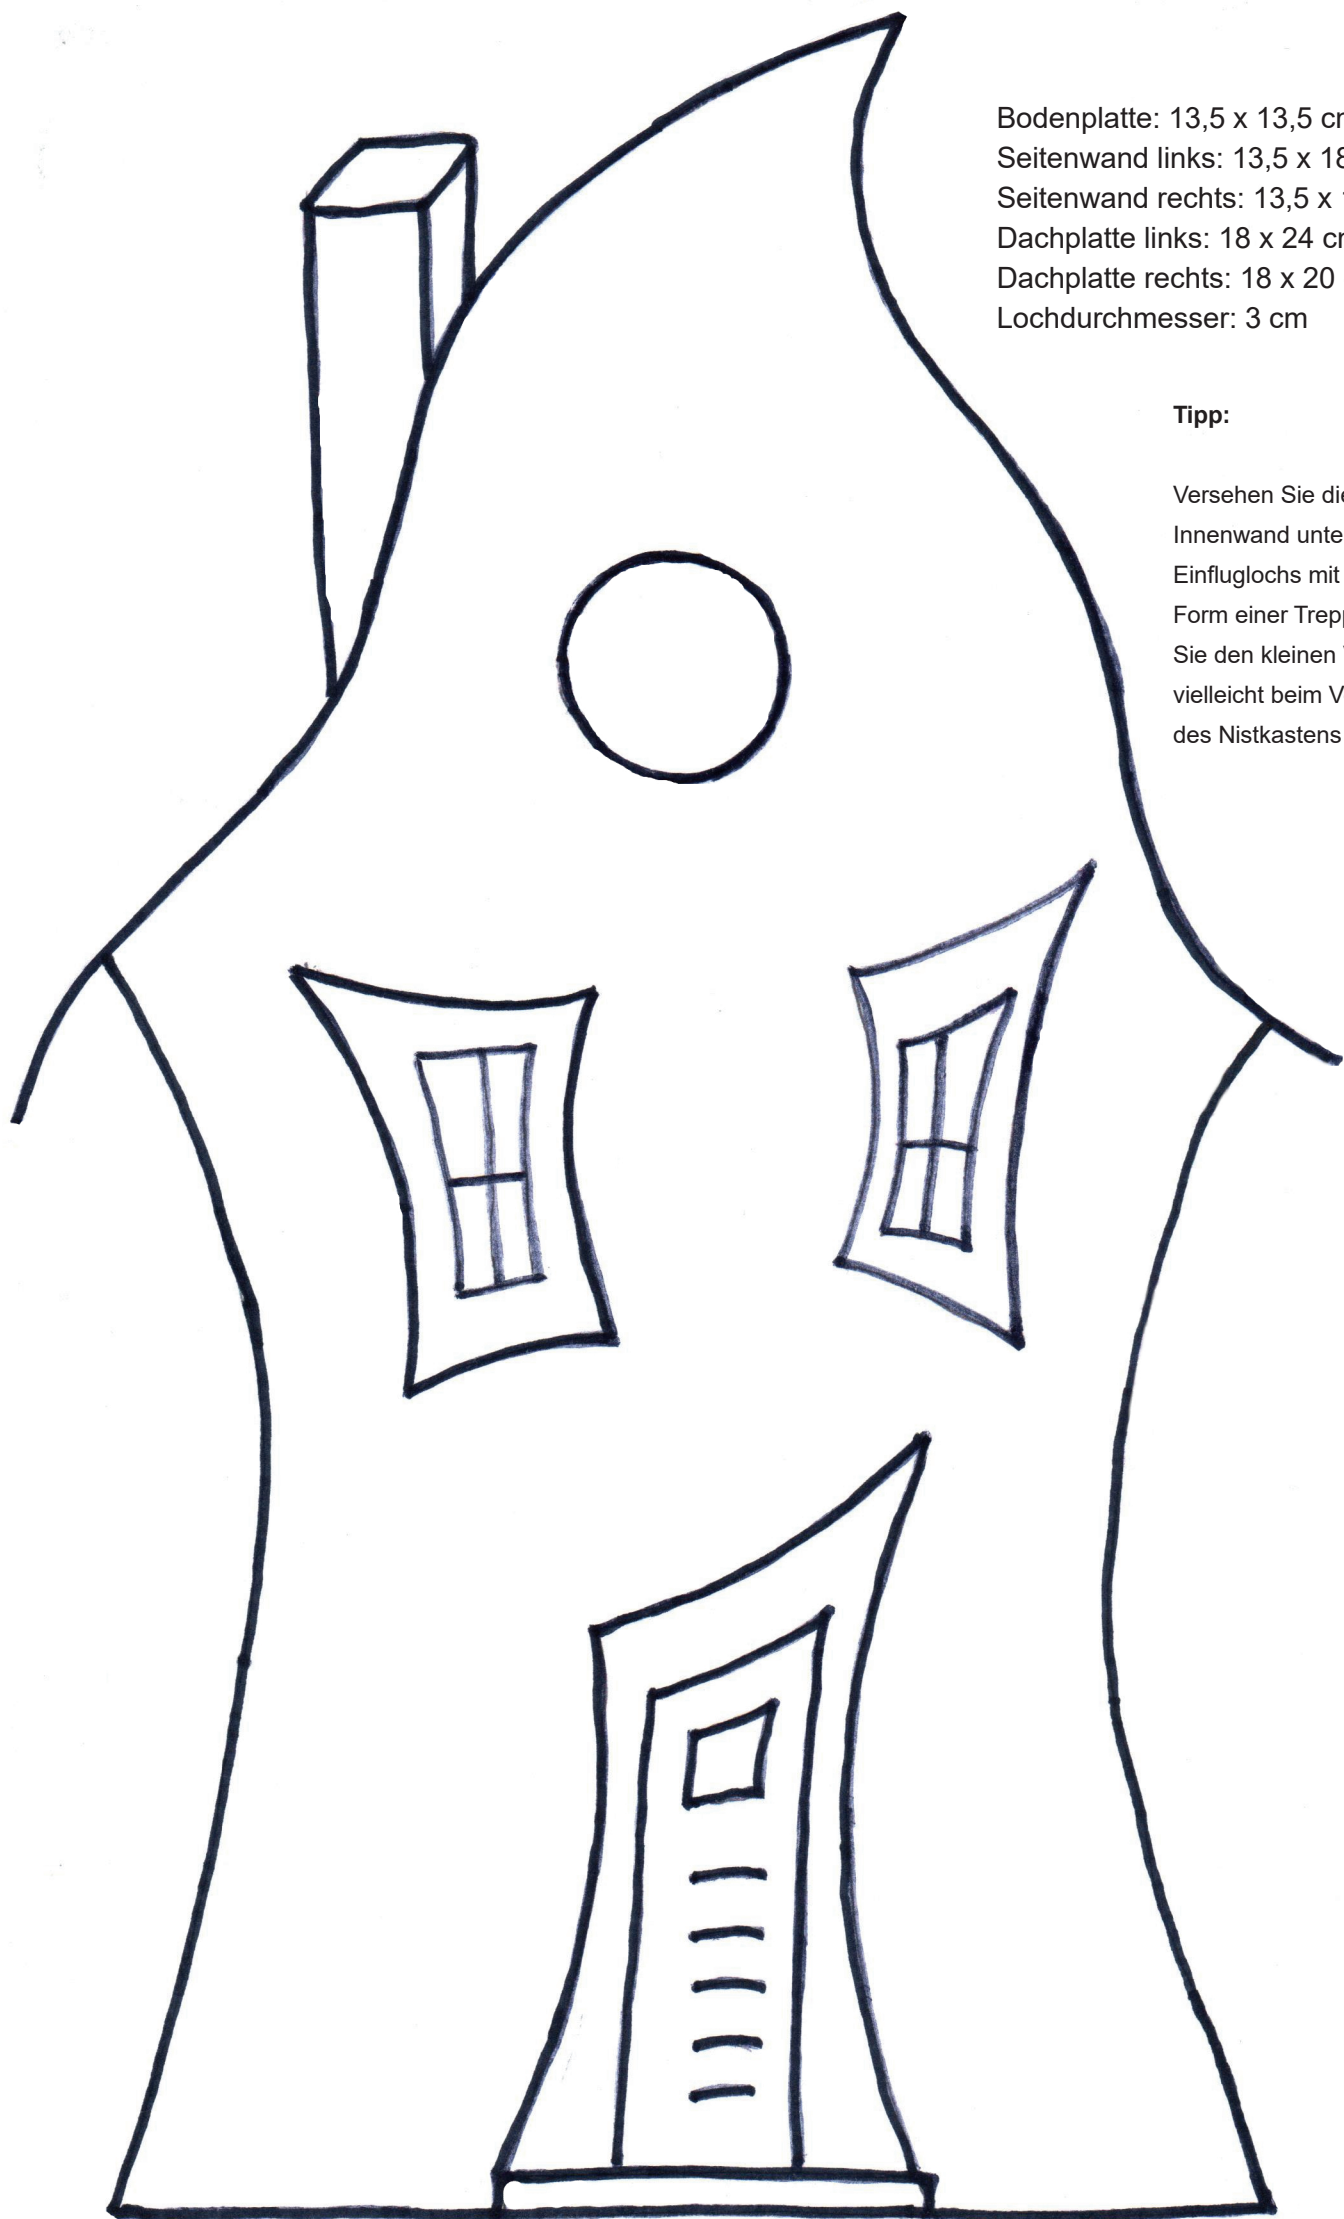 Bodenplatte: 13,5 x 13,5 cm
Seitenwand links: 13,5 x 18
Seitenwand rechts: 13,5 x
Dachplatte links: 18 x 24 cm
Dachplatte rechts: 18 x 20
Lochdurchmesser: 3 cm
Tipp:
Versehen Sie die
Innenwand
Einfluglochs mit
Form einer
Sie den kleinen
vielleicht beim
des Nistkastens